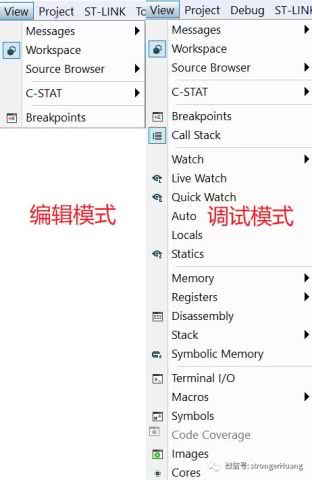 View Project ST-LINK To
Messages
Workspace
Source Browser
C-STAT
Breakpoints
编辑模式
View Project Debug ST-LINK
Messages
Workspace
Source Browser
C-STAT
Breakpoints
Call Stack
Watch
Live Watch
Quick Watch
Auto
Locals
Statics
调试模式
Memory
Registers
Disassembly
Stack
Symbolic Memory
Terminal I/O
Macros
Symbols
Code Coverage
Images
Cores
微信号: strongerHuang